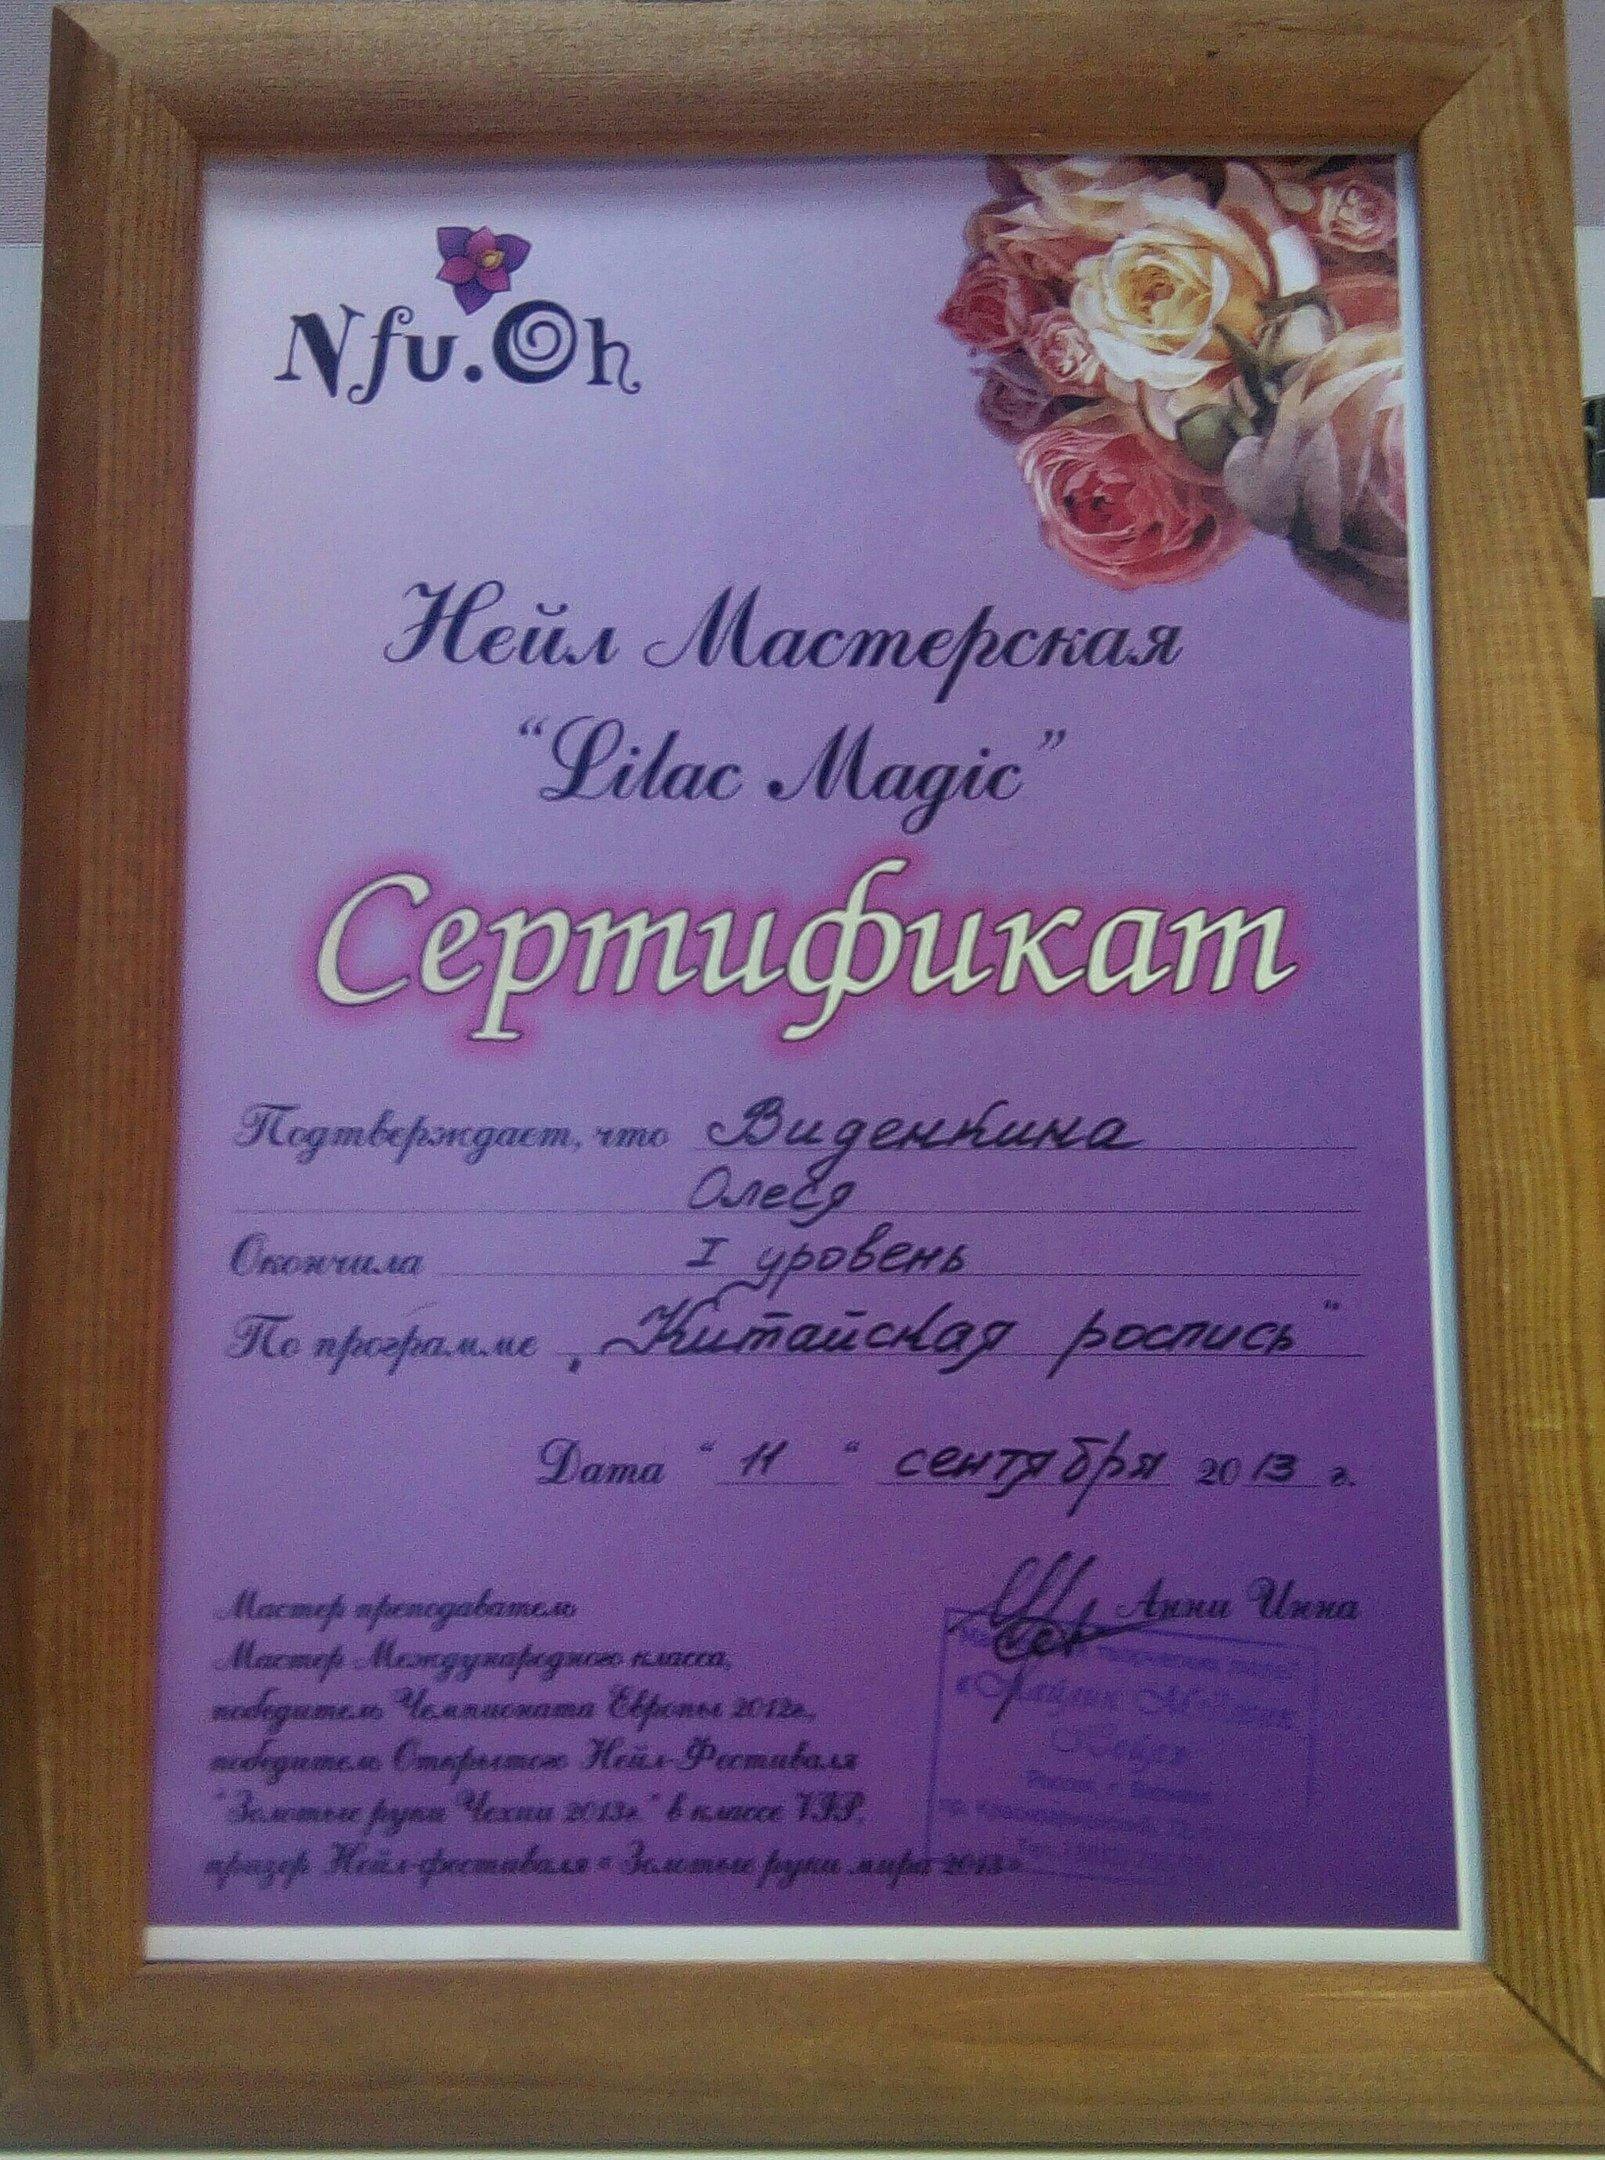 Nfu.Oh
Нейл Мастерская
“Lilac Magic”
Сертификат
Подтверждает, что Виденкина
Олеся
Окончила I уровень
По программе „Китайская роспись“
Дата “ 11 “ сентября 2013 г.
Анни Инна
Мастер преподаватель
Мастер Международного класса,
победитель Чемпионата Европы 2012г.,
победитель Открытого Нейл-Фестиваля
"Золотые руки Чехии 2013г." в классе VIP,
призер Нейл-фестиваля « Золотые руки мира 2013»